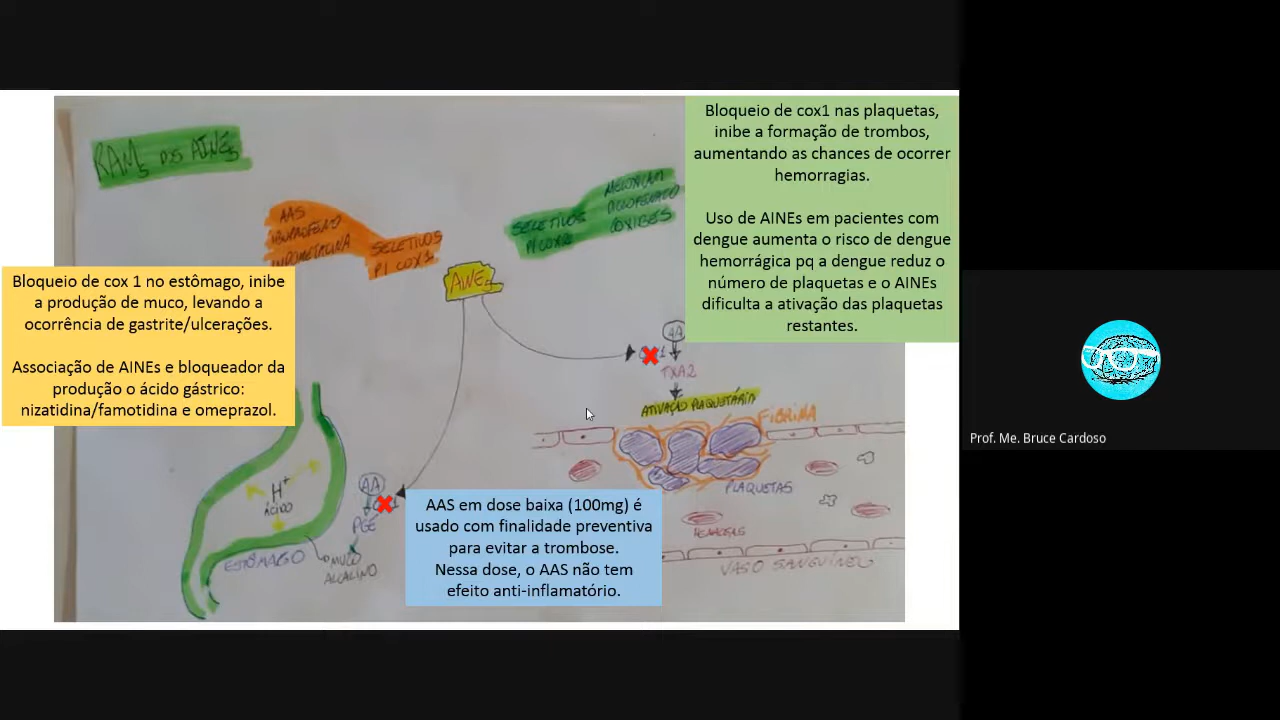 RAMs DOS AINEs
AAS
IBUPROFENO
INDOMETACINA
SELETIVOS
P/ COX1
SELETIVOS
P/ COX2
MELOXICAM
DICLOFENACO
COXIBES
AINEs
Bloqueio de cox1 nas plaquetas,
inibe a formação de trombos,
aumentando as chances de ocorrer
hemorragias.
Uso de AINEs em pacientes com
dengue aumenta o risco de dengue
hemorrágica pq a dengue reduz o
número de plaquetas e o AINEs
dificulta a ativação das plaquetas
restantes.
Bloqueio de cox 1 no estômago, inibe
a produção de muco, levando a
ocorrência de gastrite/ulcerações.
Associação de AINEs e bloqueador da
produção o ácido gástrico:
nizatidina/famotidina e omeprazol.
AA
TXA2
ATIVAÇÃO PLAQUETÁRIA
FIBRINA
PLAQUETAS
HEMÁCIAS
VASO SANGUÍNEO
H+
ÁCIDO
AA
PGE
MUCO
ALCALINO
ESTÔMAGO
AAS em dose baixa (100mg) é
usado com finalidade preventiva
para evitar a trombose.
Nessa dose, o AAS não tem
efeito anti-inflamatório.
Prof. Me. Bruce Cardoso